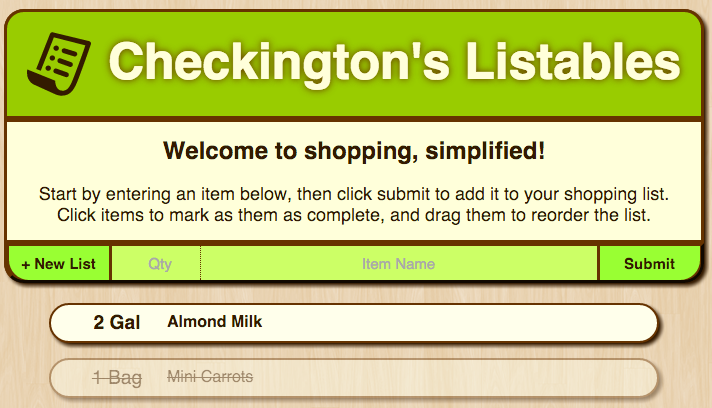 Checkington's Listables
Welcome to shopping, simplified!
Start by entering an item below, then click submit to add it to your shopping list.
Click items to mark as them as complete, and drag them to reorder the list.
+ New List Qty Item Name Submit
2 Gal Almond Milk
1 Bag Mini Carrots